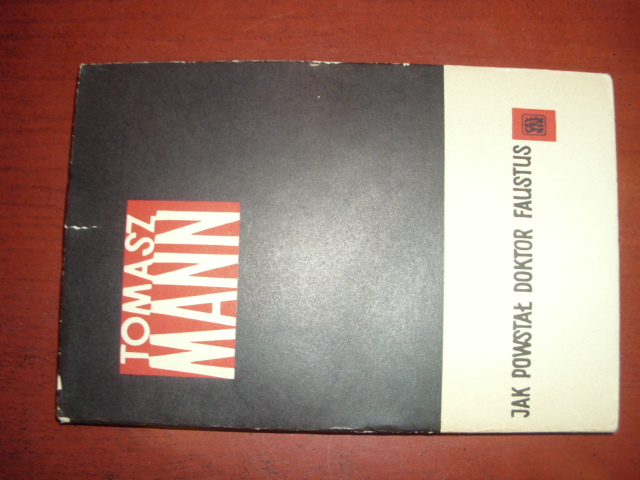 TOMASZ
MANN
JAK POWSTAŁ DOKTOR FAUSTUS